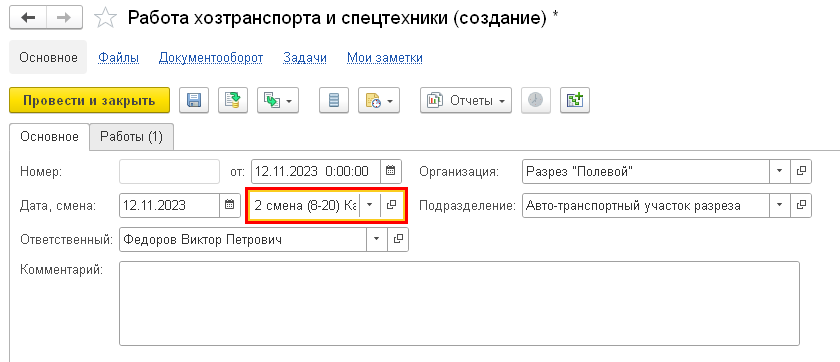 Работа хозтранспорта и спецтехники (создание) *
Основное Файлы Документооборот Задачи Мои заметки
Провести и закрыть Отчеты
Основное Работы (1)
Номер: от: 12.11.2023 0:00:00 Организация: Разрез "Полевой"
Дата, смена: 12.11.2023 2 смена (8-20) Ка Подразделение: Авто-транспортный участок разреза
Ответственный: Федоров Виктор Петрович
Комментарий: